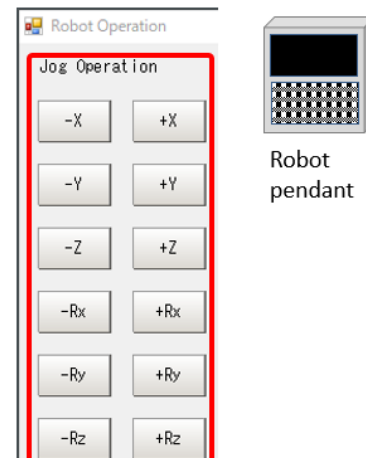 Robot Operation
Jog Operation
-X +X
-Y +Y
-Z +Z
-Rx +Rx
-Ry +Ry
-Rz +Rz
Robot
pendant